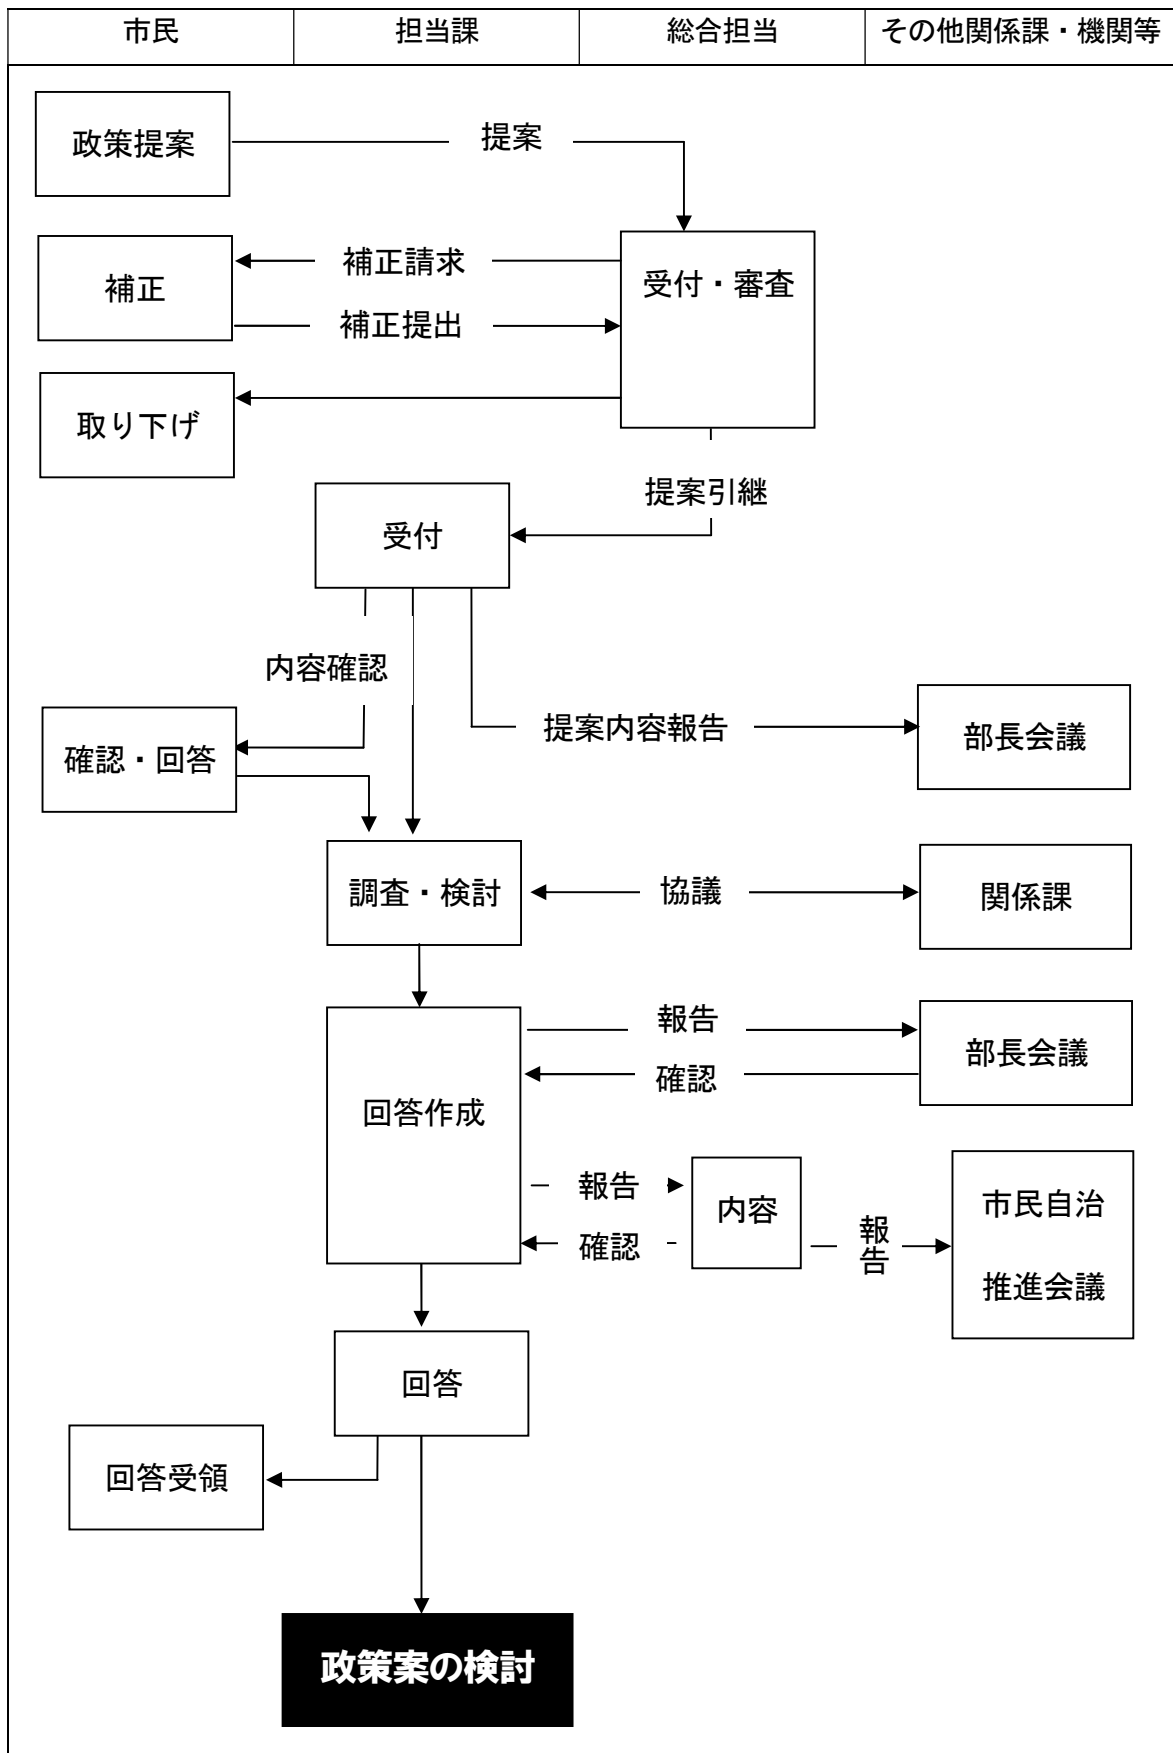 市民
担当課
総合担当
その他関係課・機関等
政策提案
提案
補正請求
補正
受付・審査
補正提出
取り下げ
提案引継
受付
内容確認
提案内容報告
部長会議
確認・回答
調査・検討
協議
関係課
報告
部長会議
確認
回答作成
報告
内容
市民自治
報告
確認
推進会議
回答
回答受領
政策案の検討